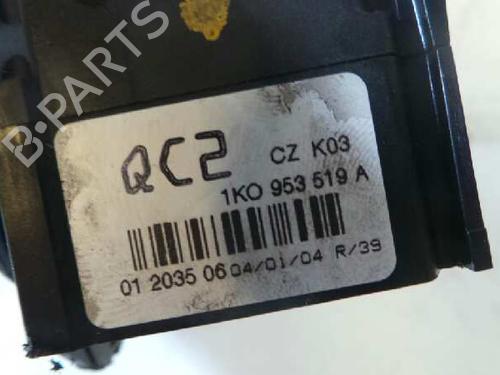 B-PARTS
QC2 CZ K03
1K0 953 519 A
01 2035 06 04/01/04 R/39